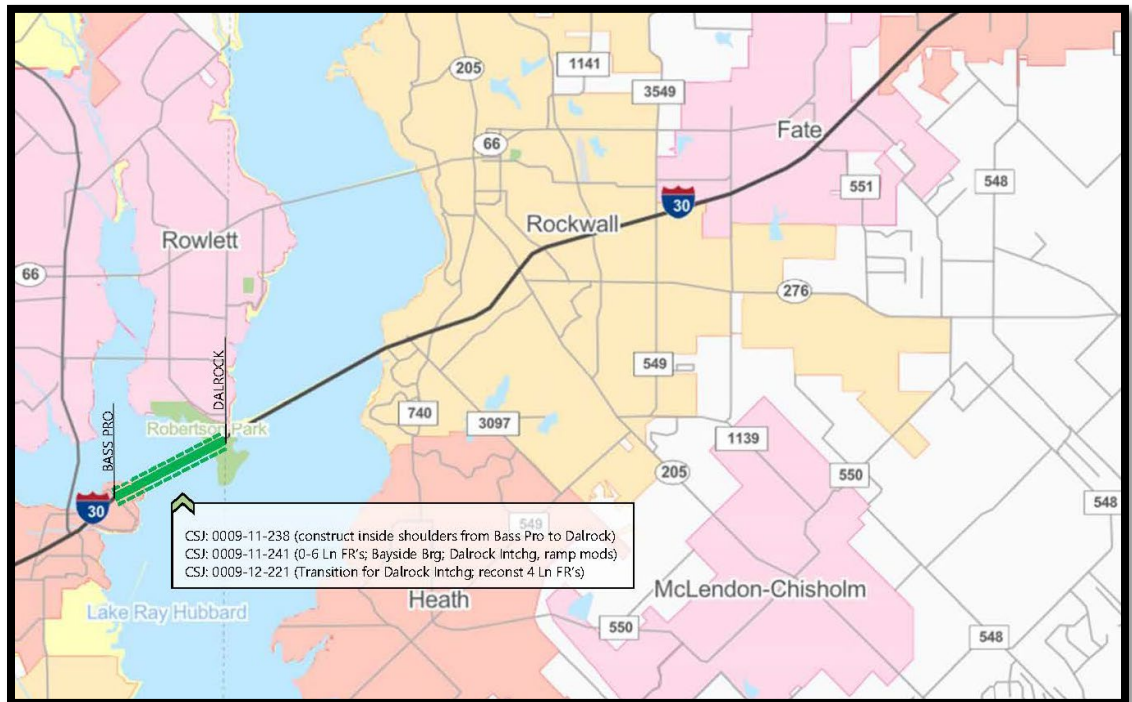 205
1141
3549
66
Fate
551
548
30
Rockwall
Rowlett
66
276
DALROCK
549
740
3097
BASS PRO
Robertson Park
1139
205
550
548
30
549
CSJ: 0009-11-238 (construct inside shoulders from Bass Pro to Dalrock)
CSJ: 0009-11-241 (0-6 Ln FR's; Bayside Brg; Dalrock Intchg, ramp mods)
CSJ: 0009-12-221 (Transition for Dalrock Intchg; reconst 4 Ln FR's)
McLendon-Chisholm
Heath
Lake Ray Hubbard
550
548